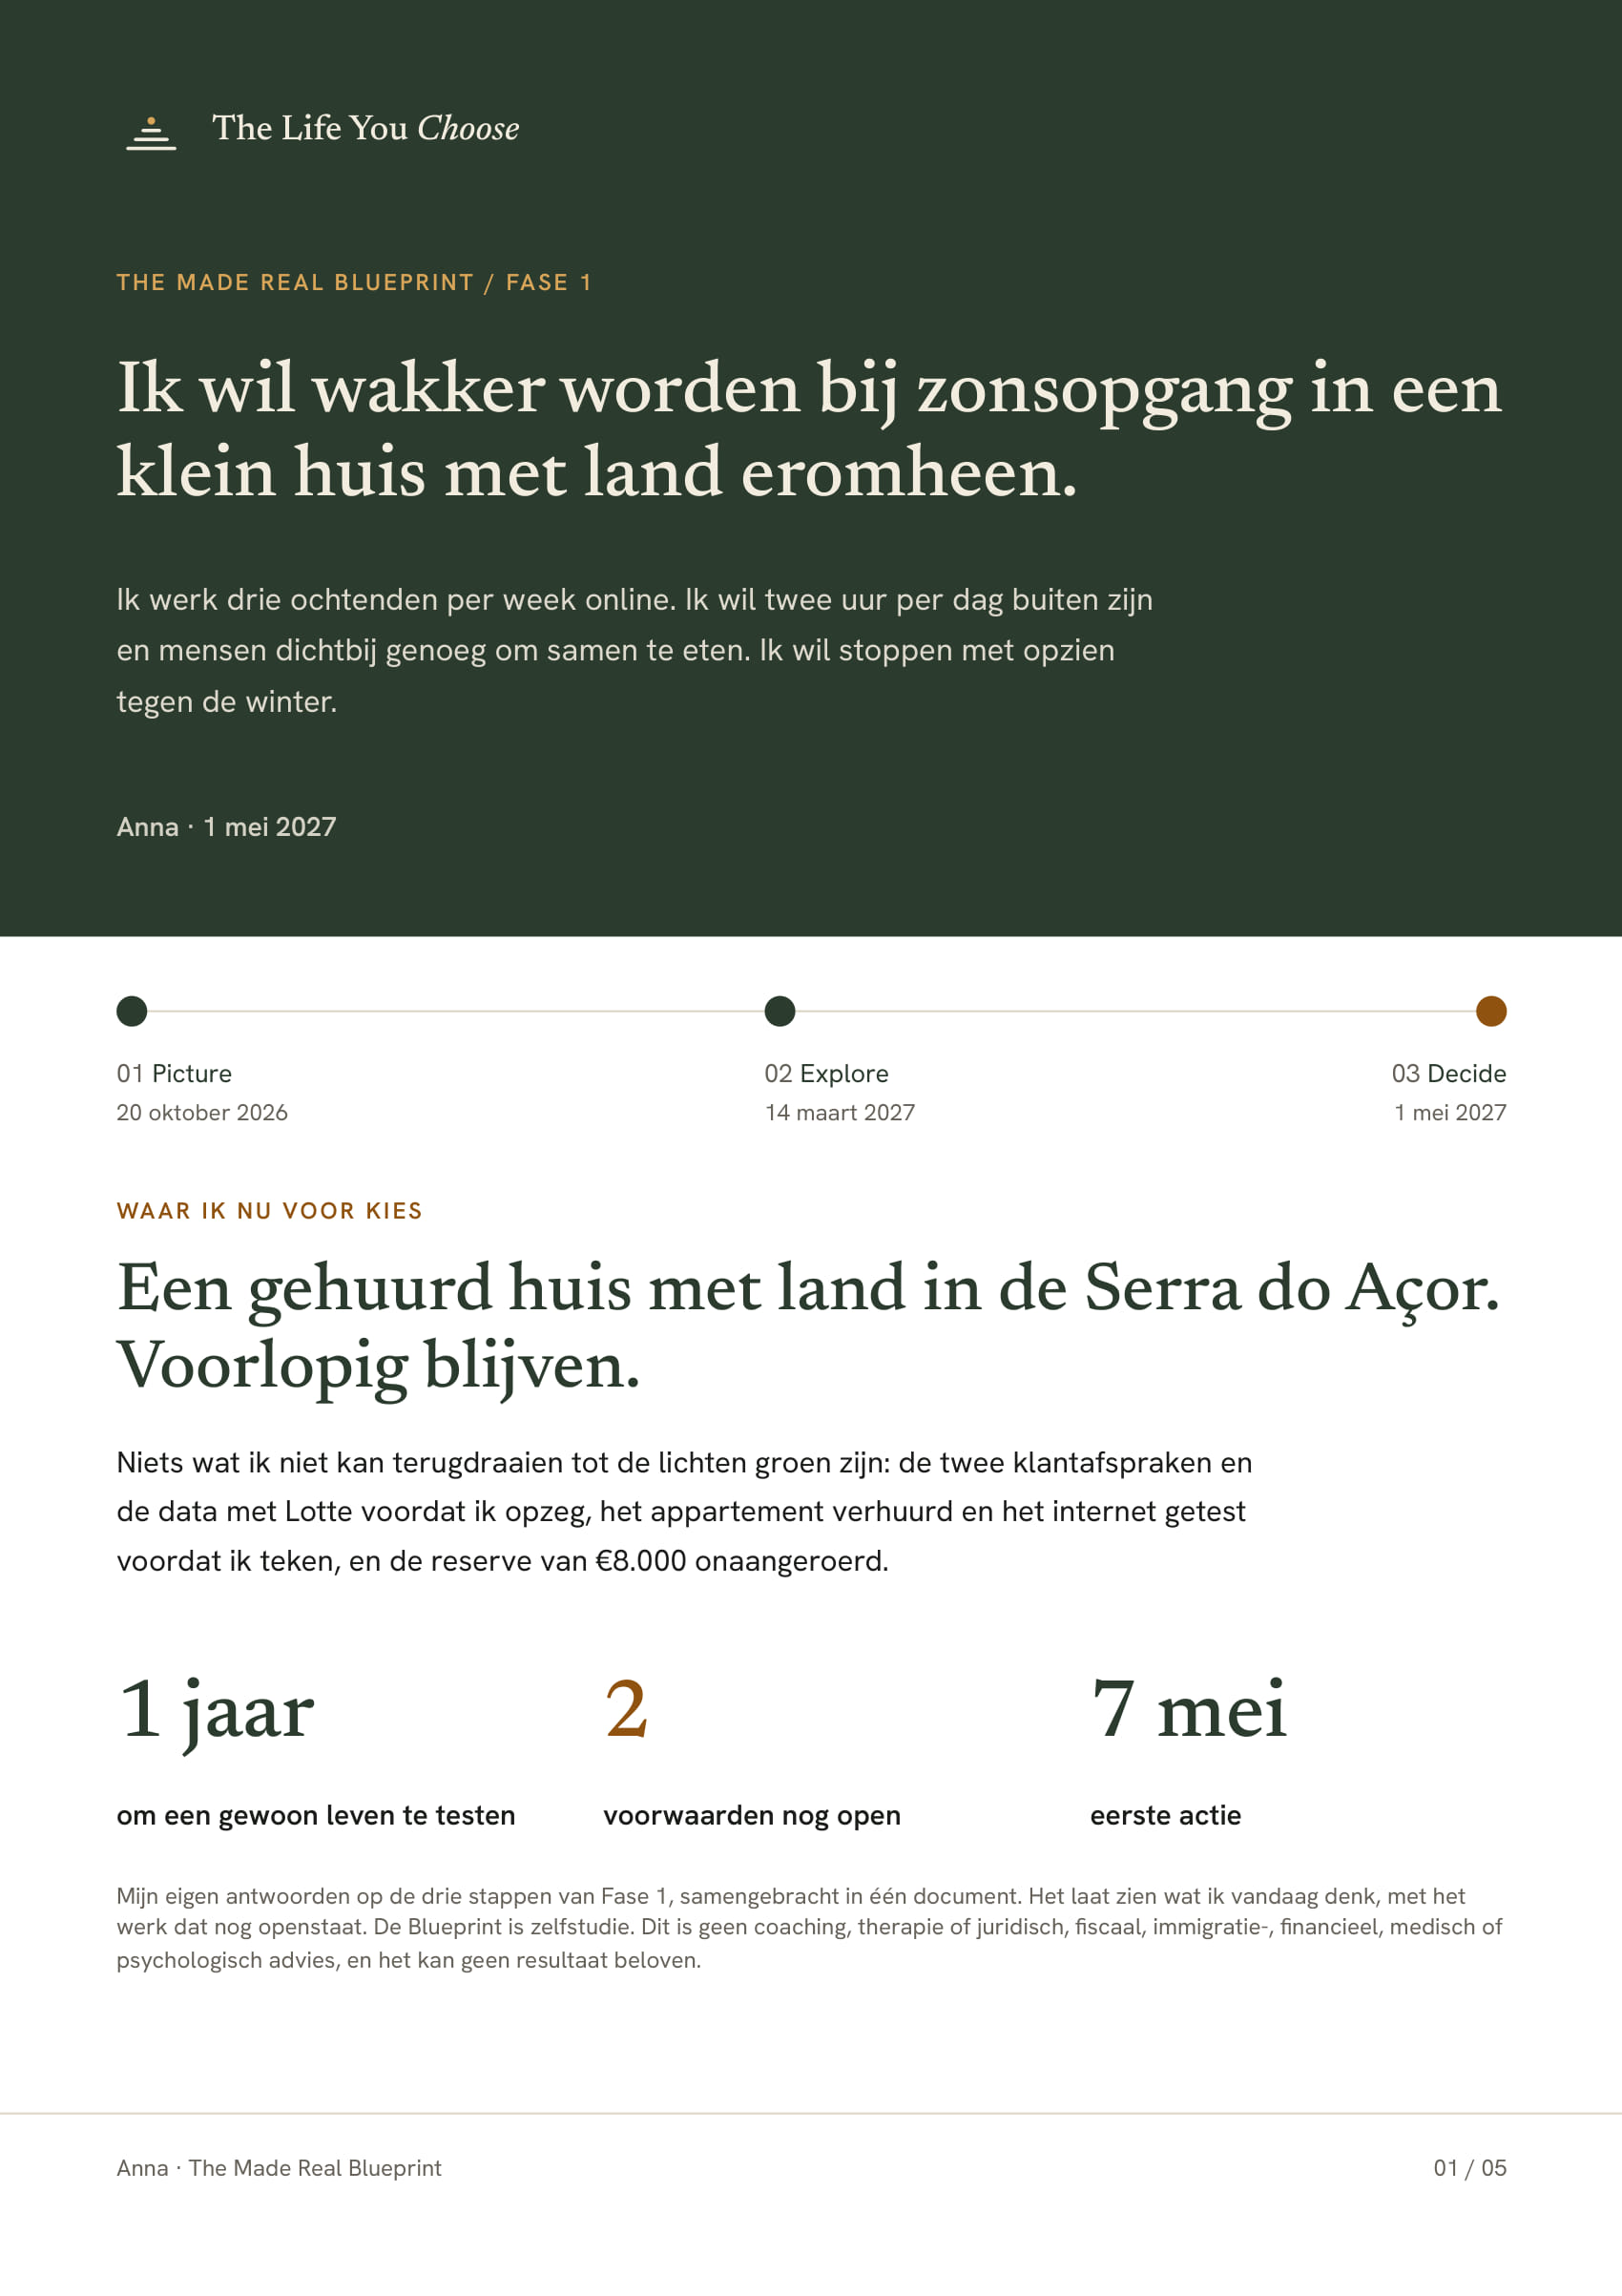 The Life You Choose
THE MADE REAL BLUEPRINT / FASE 1
Ik wil wakker worden bij zonsopgang in een
klein huis met land eromheen.
Ik werk drie ochtenden per week online. Ik wil twee uur per dag buiten zijn
en mensen dichtbij genoeg om samen te eten. Ik wil stoppen met opzien
tegen de winter.
Anna · 1 mei 2027
01 Picture
20 oktober 2026
02 Explore
14 maart 2027
03 Decide
1 mei 2027
WAAR IK NU VOOR KIES
Een gehuurd huis met land in de Serra do Açor.
Voorlopig blijven.
Niets wat ik niet kan terugdraaien tot de lichten groen zijn: de twee klantafspraken en
de data met Lotte voordat ik opzeg, het appartement verhuurd en het internet getest
voordat ik teken, en de reserve van €8.000 onaangeroerd.
1 jaar
om een gewoon leven te testen
2
voorwaarden nog open
7 mei
eerste actie
Mijn eigen antwoorden op de drie stappen van Fase 1, samengebracht in één document. Het laat zien wat ik vandaag denk, met het
werk dat nog openstaat. De Blueprint is zelfstudie. Dit is geen coaching, therapie of juridisch, fiscaal, immigratie-, financieel, medisch of
psychologisch advies, en het kan geen resultaat beloven.
Anna · The Made Real Blueprint
01 / 05